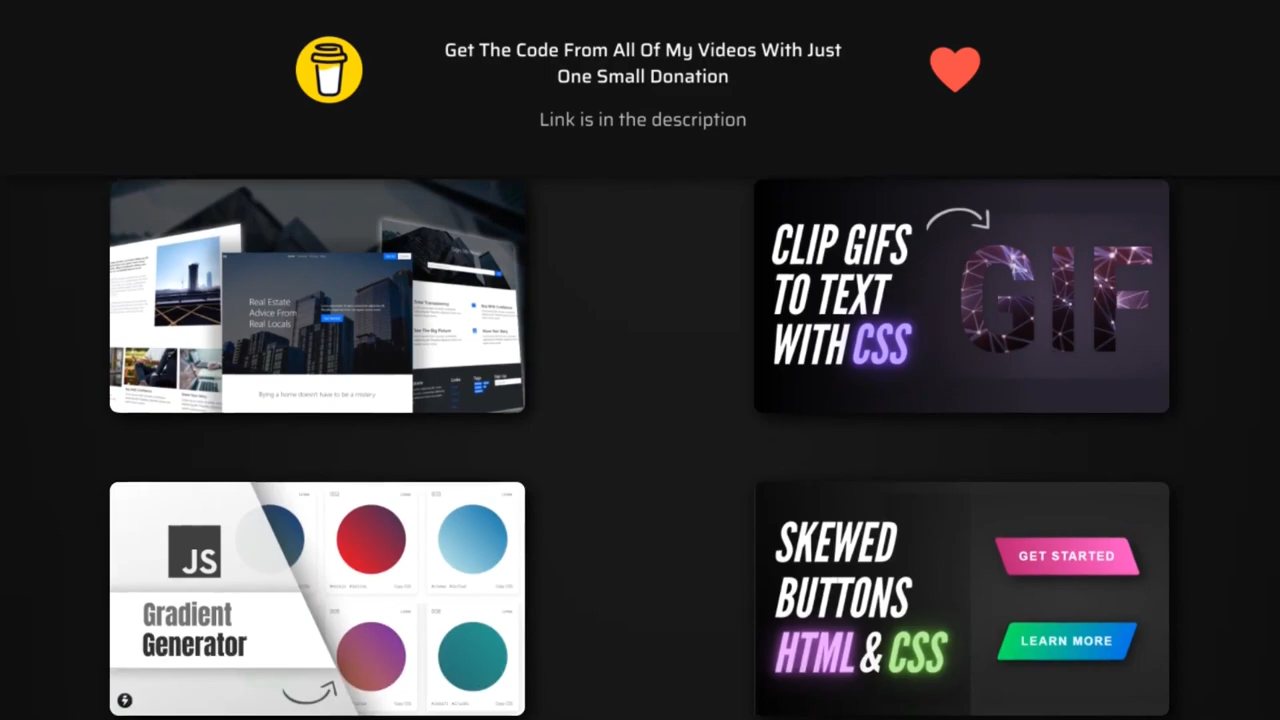 Get The Code From All Of My Videos With Just
One Small Donation
Link is in the description
Real Estate
Advice From
Real Locals
Bying a home doesn't have to be a mistery
CLIP GIFS
TO TEXT
WITH CSS
GIF
JS
Gradient
Generator
SKEWED
BUTTONS
HTML & CSS
GET STARTED
LEARN MORE